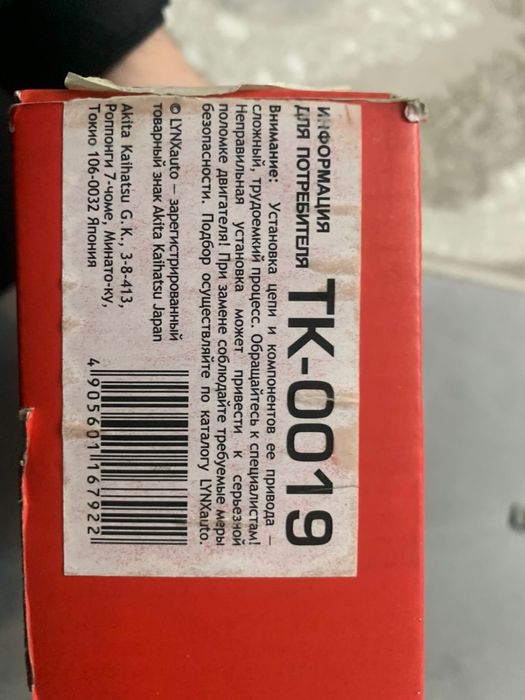 ИНФОРМАЦИЯ
ДЛЯ ПОТРЕБИТЕЛЯ
TK-0019
Внимание: Установка цепи и компонентов ее привода –
сложный, трудоемкий процесс. Обращайтесь к специалистам!
Неправильная установка может привести к серьезной
поломке двигателя! При замене соблюдайте требуемые меры
безопасности. Подбор осуществляйте по каталогу LYNXauto.
© LYNXauto – зарегистрированный
товарный знак Akita Kaihatsu Japan
Akita Kaihatsu G.K., 3-8-413,
Роппонги 7-чоме, Минато-ку,
Токио 106-0032 Япония
4 905601 167922